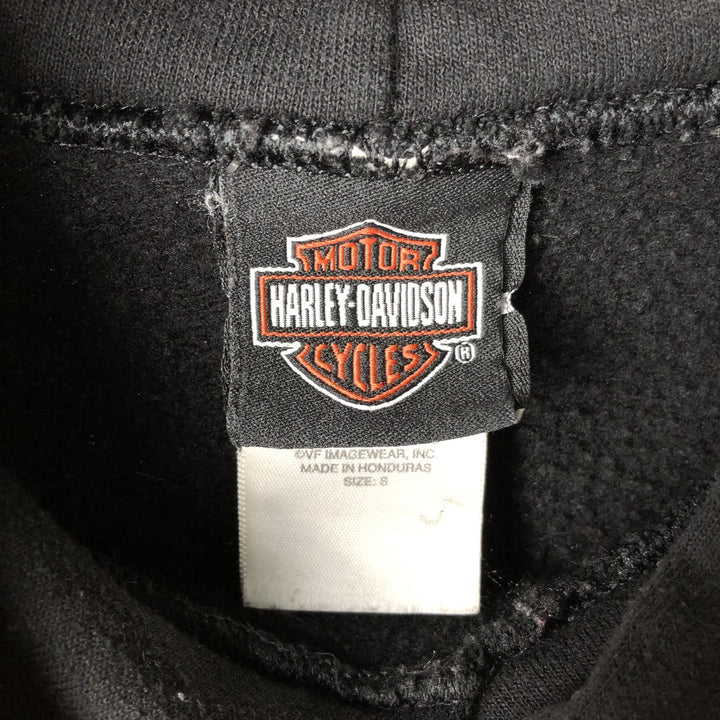 MOTOR
HARLEY-DAVIDSON
CYCLES ®
©VF IMAGEWEAR, INC.
MADE IN HONDURAS
SIZE: S